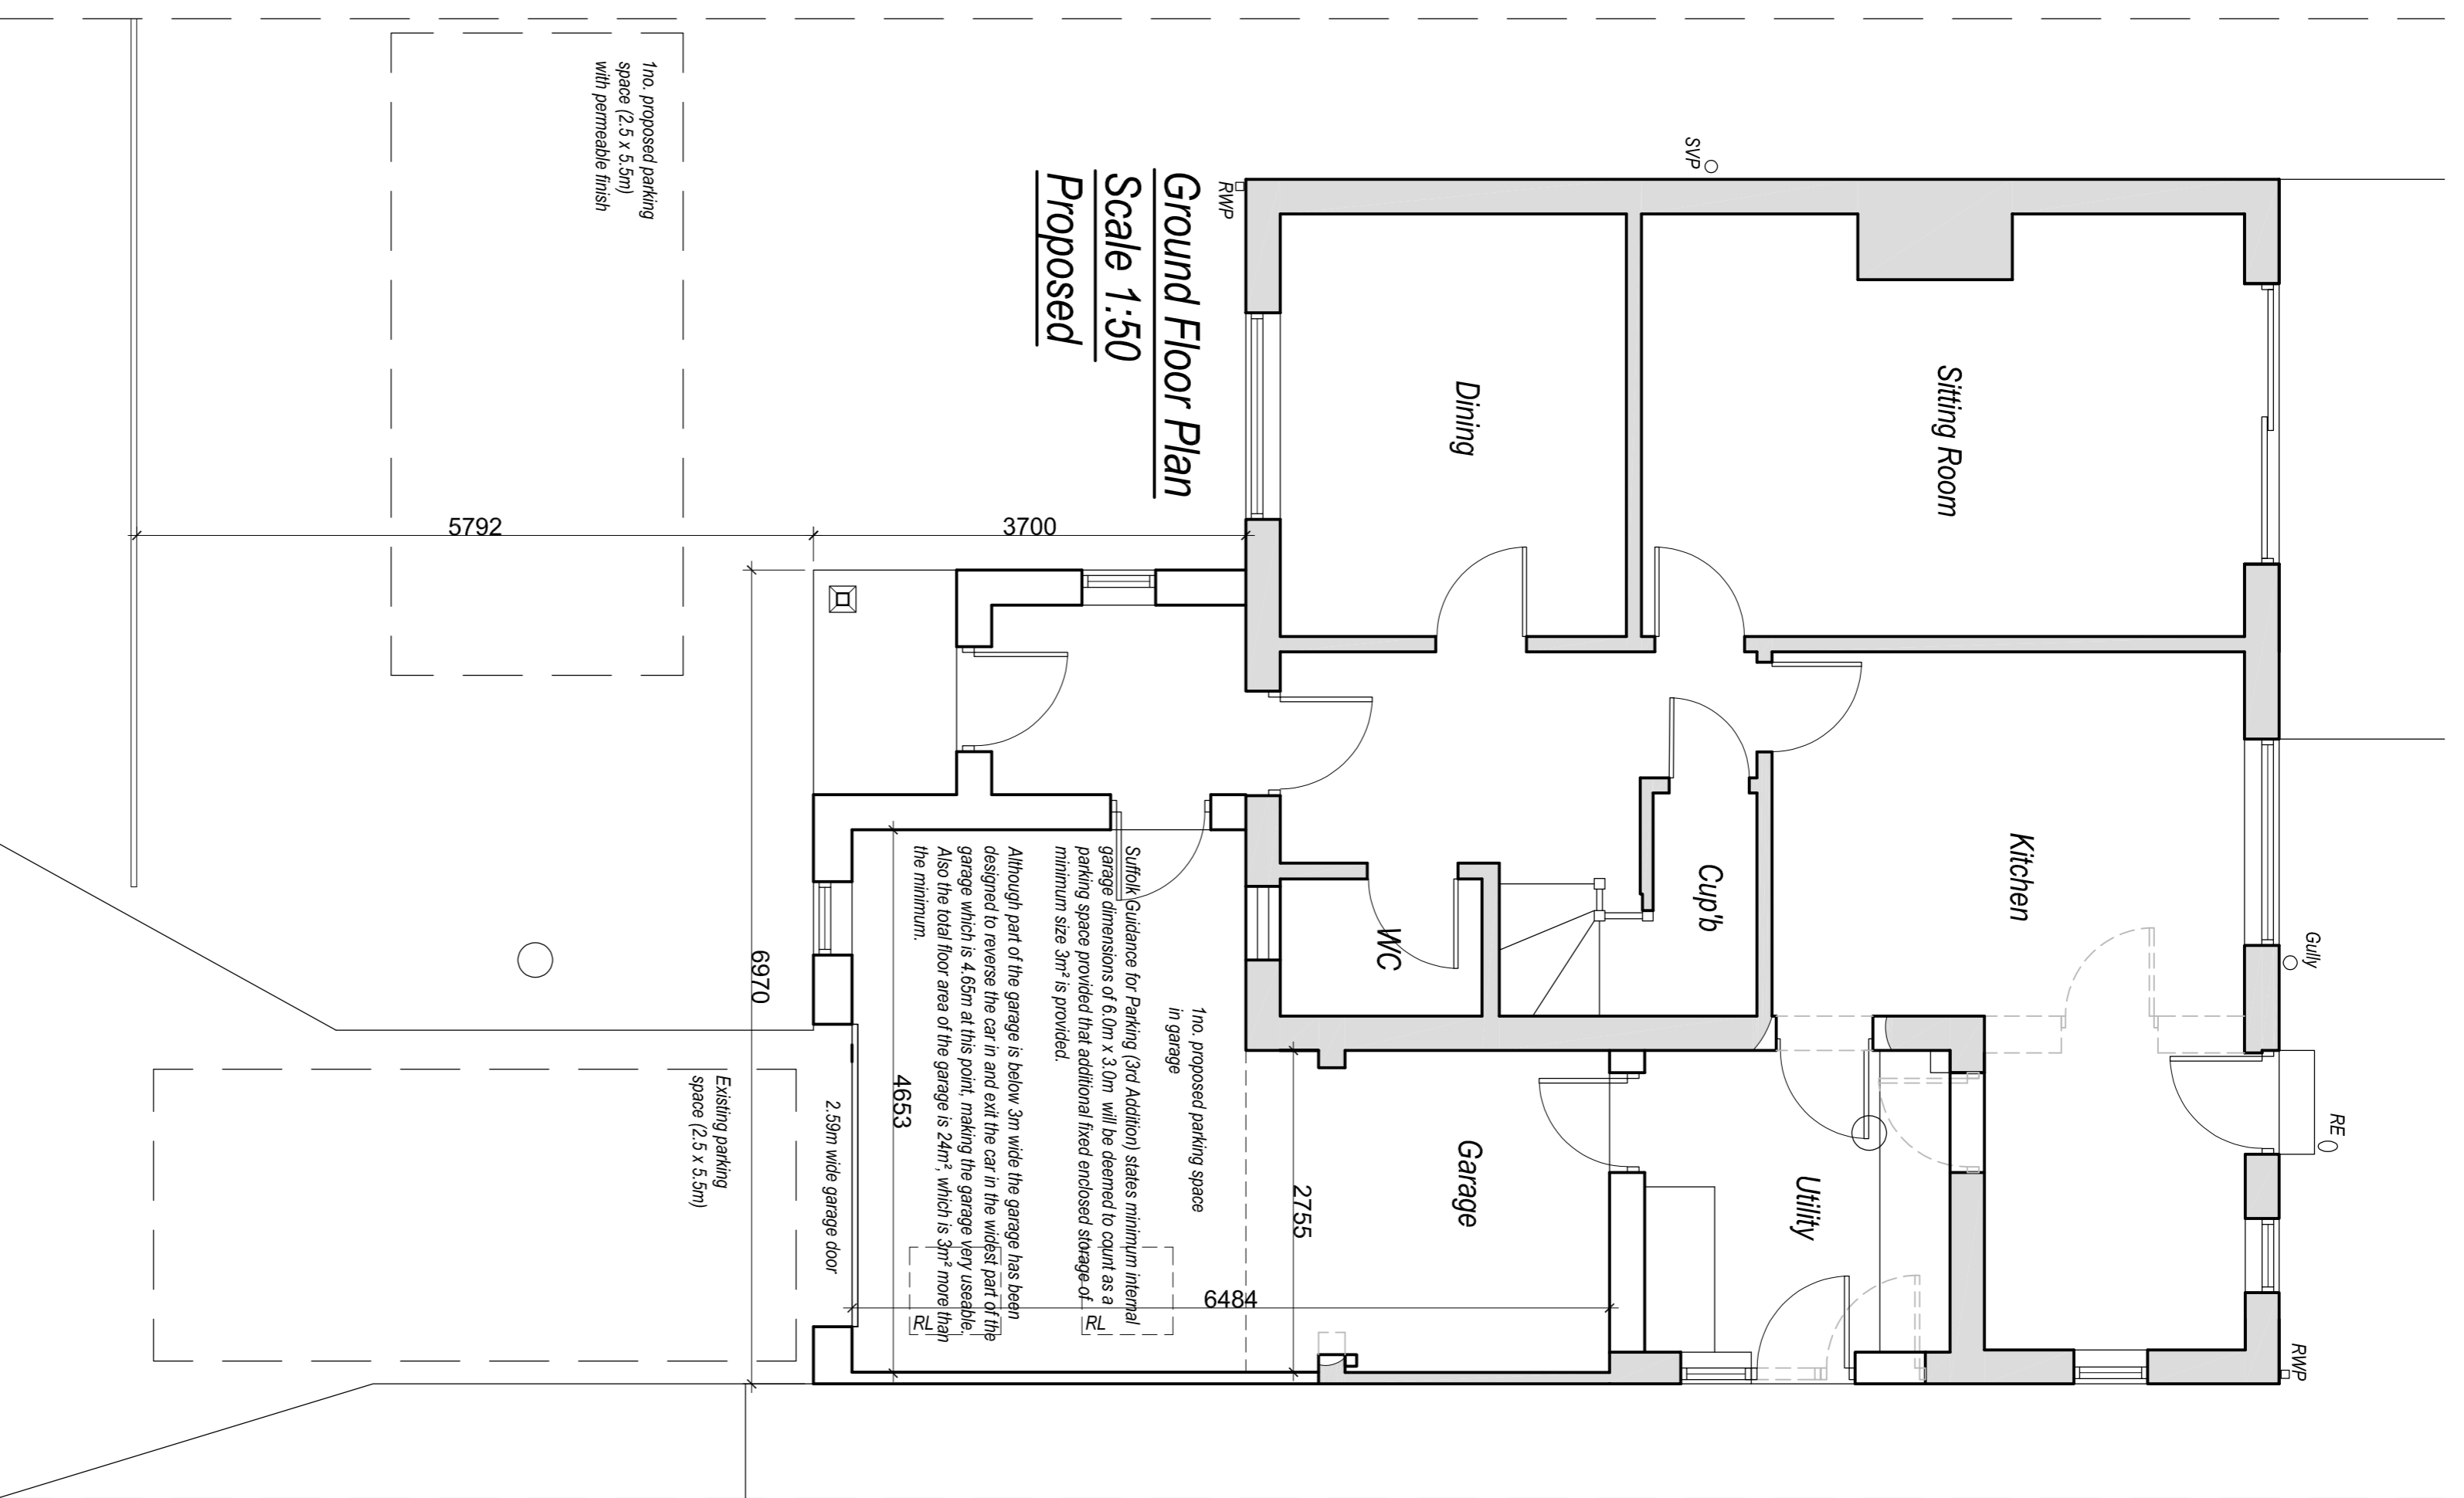 Ground Floor Plan
Scale 1:50
Proposed
1no. proposed parking
space (2.5 x 5.5m)
with permeable finish
SVP
RWP
Dining
Sitting Room
5792
3700
Kitchen
Cup'b
WC
Gully
RE
RWP
6970
4653
2755
6484
Suffolk Guidance for Parking (3rd Addition) states minimum internal
garage dimensions of 6.0m x 3.0m will be deemed to count as a
parking space provided that additional fixed enclosed storage of
minimum size 3m² is provided.
Although part of the garage is below 3m wide the garage has been
designed to reverse the car in and exit the car in the widest part of the
garage which is 4.65m at this point, making the garage very useable.
Also the total floor area of the garage is 24m², which is 3m² more than
the minimum.
1no. proposed parking space
in garage
Garage
Utility
2.59m wide garage door
Existing parking
space (2.5 x 5.5m)
RL
RL